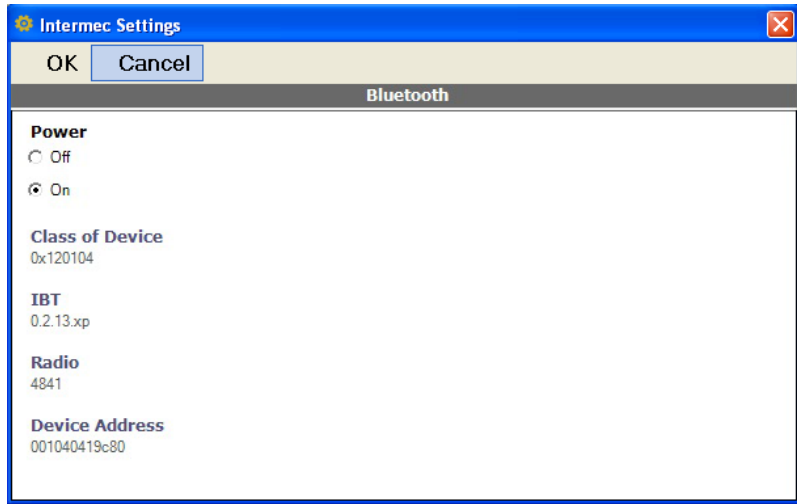 Intermec Settings
OK Cancel
Bluetooth
Power
Off
On
Class of Device
0x120104
IBT
0.2.13.xp
Radio
4841
Device Address
001040419c80